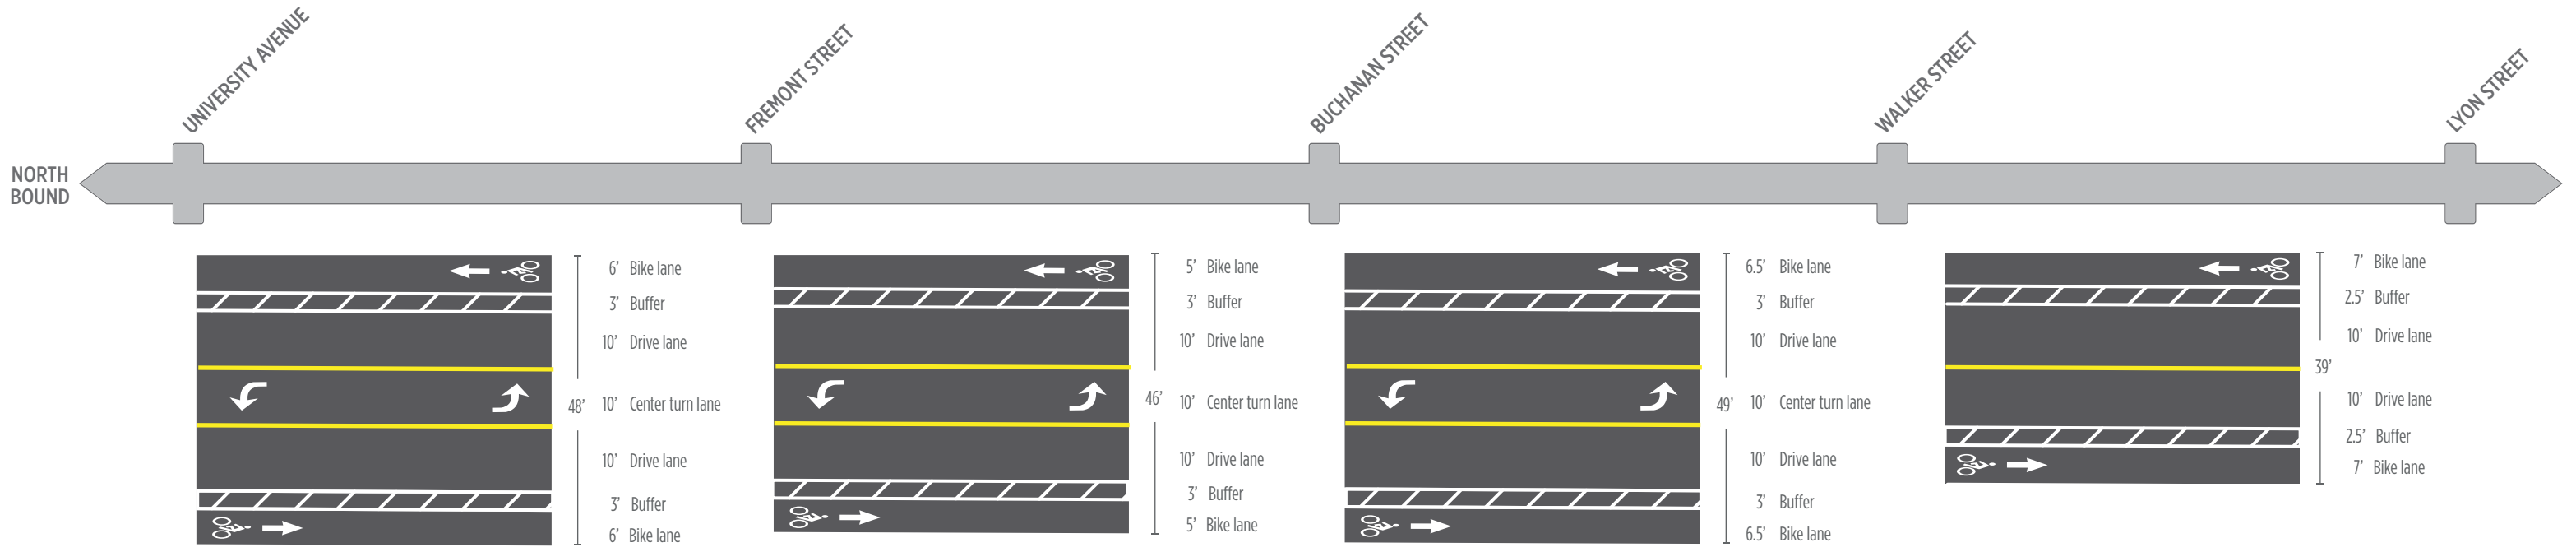 UNIVERSITY AVENUE
FREMONT STREET
BUCHANAN STREET
WALKER STREET
LYON STREET
NORTH
BOUND
6' Bike lane
3' Buffer
10' Drive lane
48'
10' Center turn lane
10' Drive lane
3' Buffer
6' Bike lane
5' Bike lane
3' Buffer
10' Drive lane
46'
10' Center turn lane
10' Drive lane
3' Buffer
5' Bike lane
6.5' Bike lane
3' Buffer
10' Drive lane
49'
10' Center turn lane
10' Drive lane
3' Buffer
6.5' Bike lane
7' Bike lane
2.5' Buffer
10' Drive lane
39'
10' Drive lane
2.5' Buffer
7' Bike lane